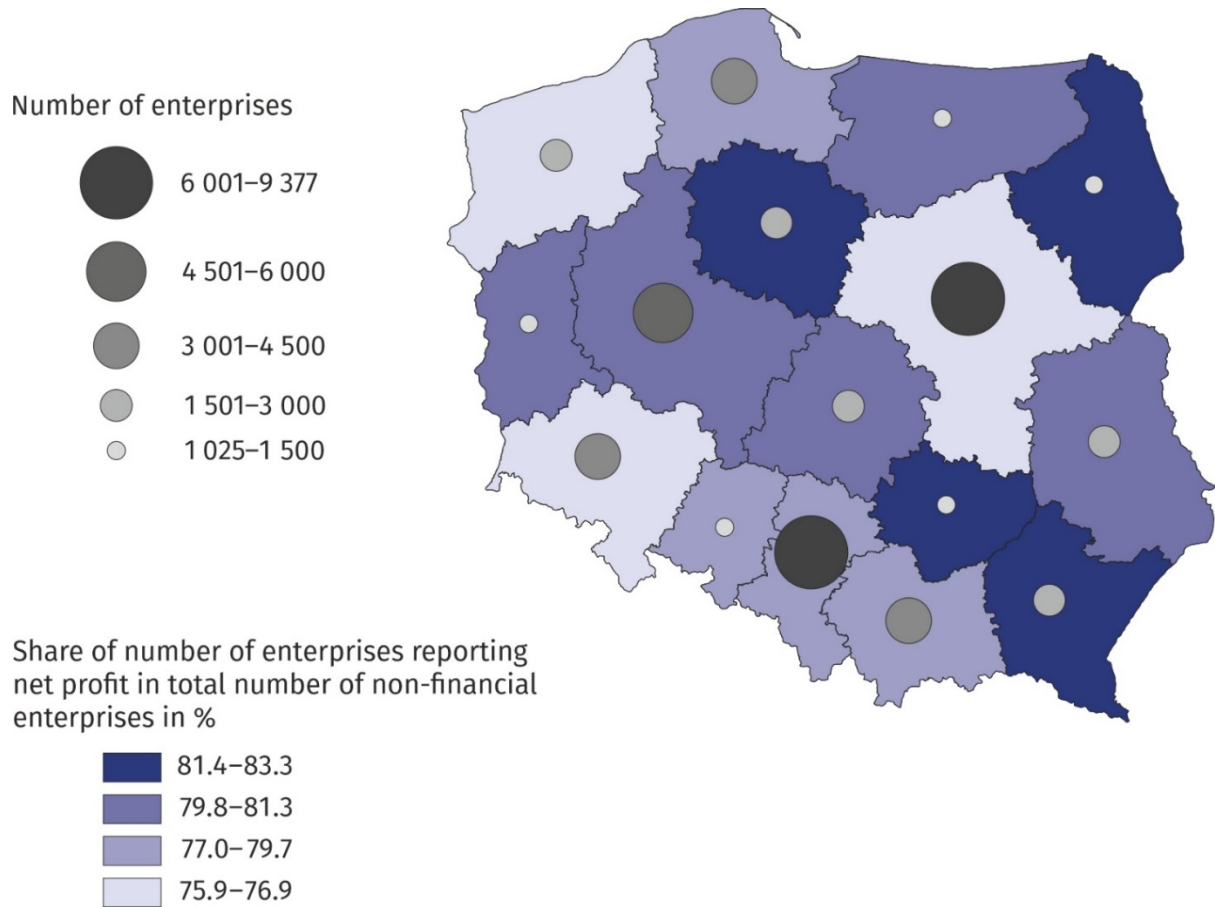 Number of enterprises
6 001–9 377
4 501–6 000
3 001–4 500
1 501–3 000
1 025–1 500
Share of number of enterprises reporting
net profit in total number of non-financial
enterprises in %
81.4–83.3
79.8–81.3
77.0–79.7
75.9–76.9